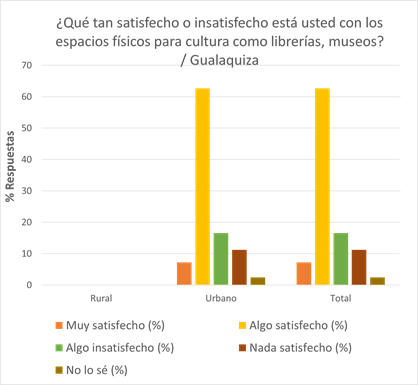 ¿Qué tan satisfecho o insatisfecho está usted con los
espacios físicos para cultura como librerías, museos?
/ Gualaquiza
% Respuestas
70
60
50
40
30
20
10
0
Rural Urbano Total
Muy satisfecho (%) Algo satisfecho (%)
Algo insatisfecho (%) Nada satisfecho (%)
No lo sé (%)